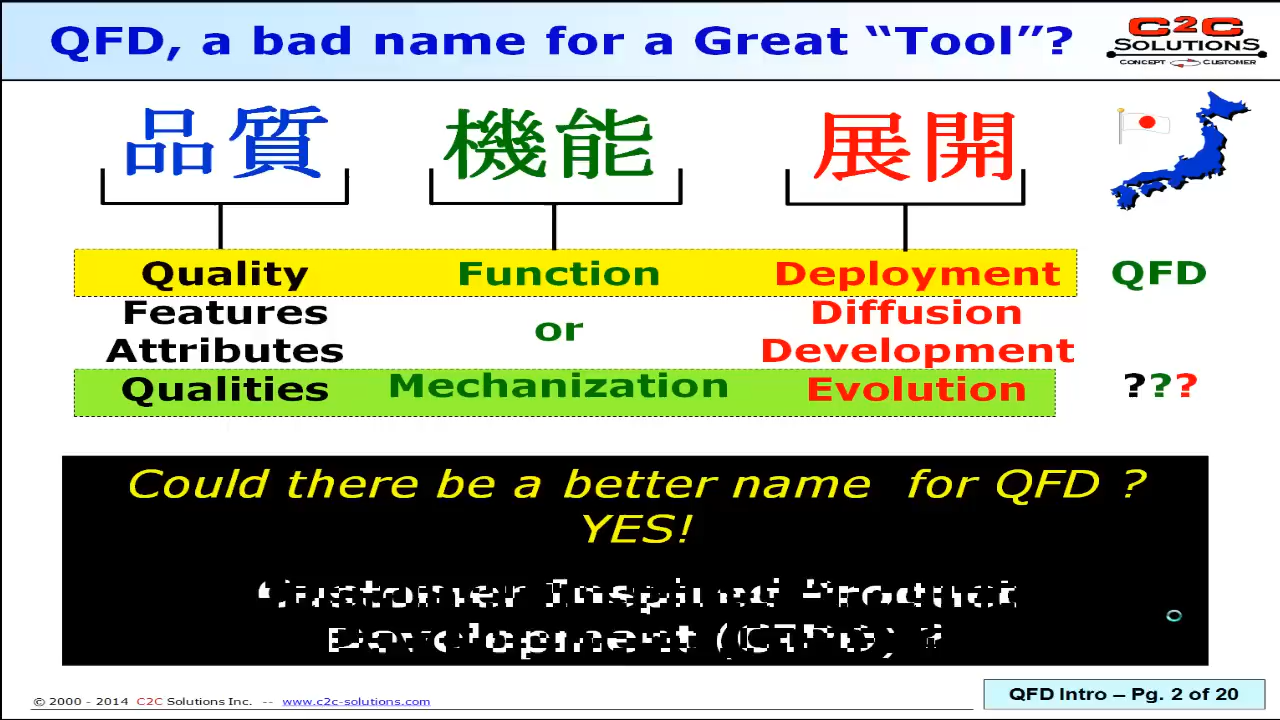 QFD, a bad name for a Great “Tool”?
C2C
SOLUTIONS
CONCEPT CUSTOMER
品質 機能 展開
Quality Function Deployment QFD
Features Diffusion
or
Attributes Development
Qualities Mechanization Evolution ???
Could there be a better name for QFD ?
YES!
Customer Inspired Product
Development
© 2000 - 2014 C2C Solutions Inc. -- www.c2c-solutions.com
QFD Intro – Pg. 2 of 20